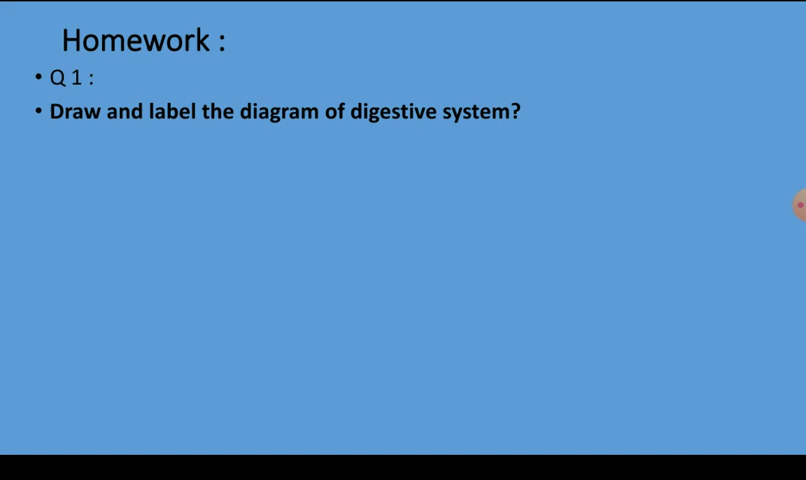 Homework :
• Q 1 :
• Draw and label the diagram of digestive system?